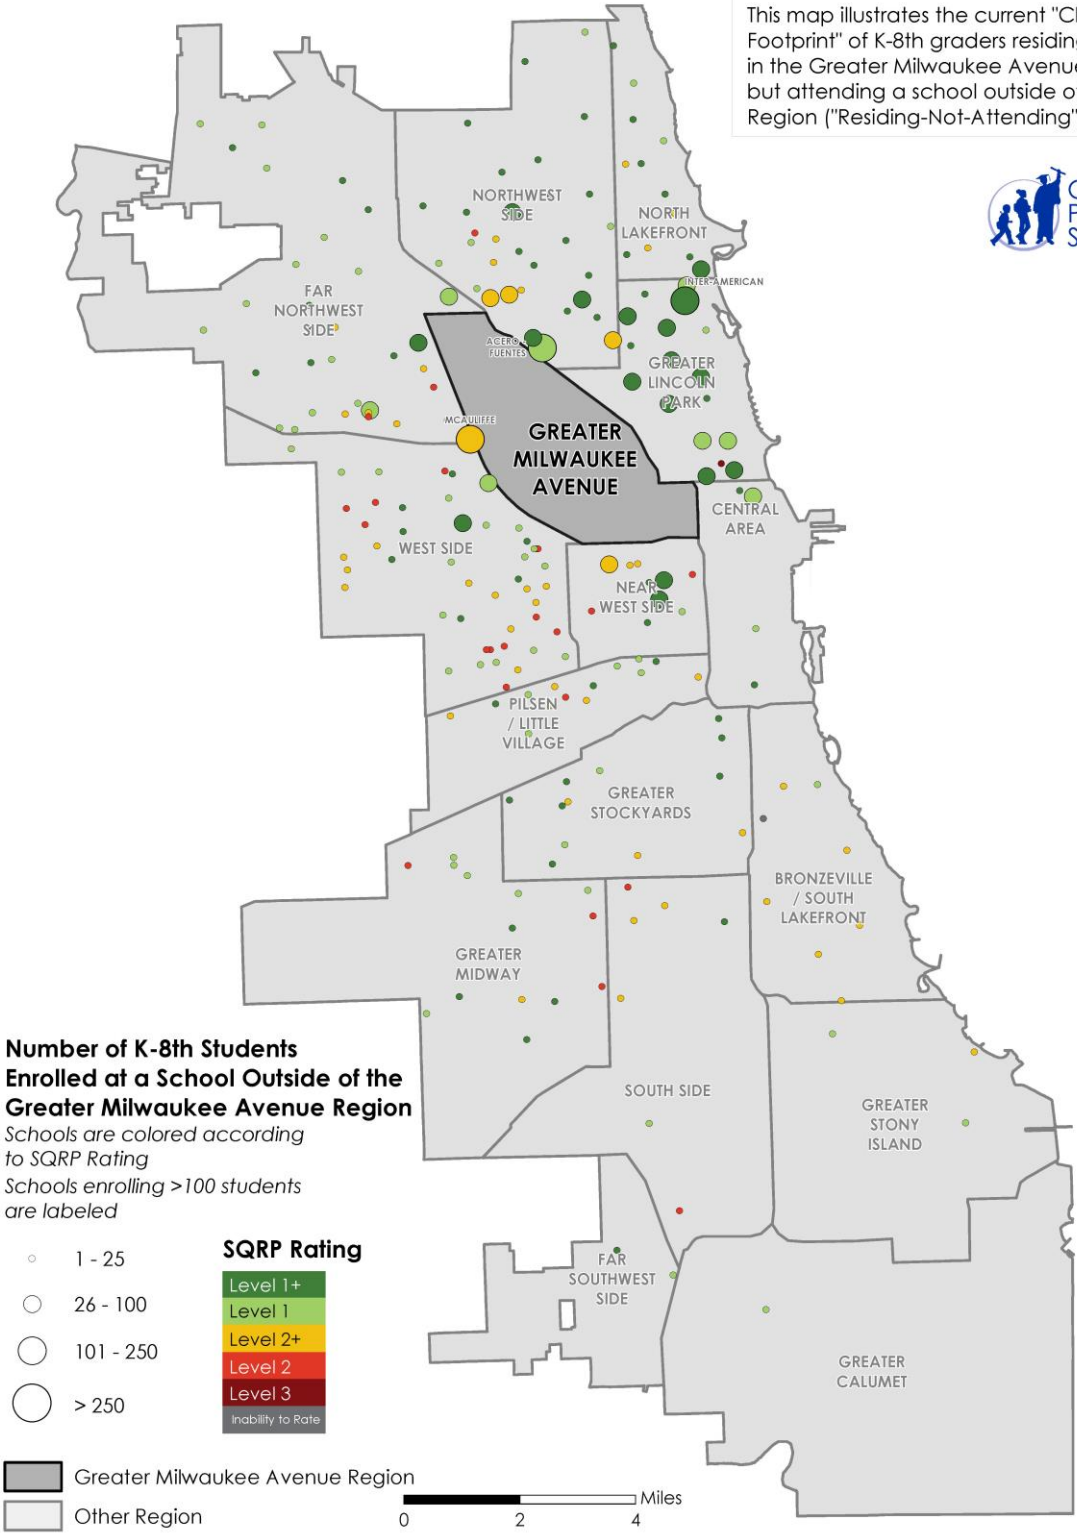 This map illustrates the current "C
Footprint" of K-8th graders residin
in the Greater Milwaukee Avenue
but attending a school outside o
Region ("Residing-Not-Attending"
NORTHWEST
SIDE
NORTH
LAKEFRONT
INTER-AMERICAN
FAR
NORTHWEST
SIDE
ACERO
FUENTES
GREATER
LINCOLN
PARK
MCAULIFFE
GREATER
MILWAUKEE
AVENUE
CENTRAL
AREA
WEST SIDE
NEAR
WEST SIDE
PILSEN
/ LITTLE
VILLAGE
GREATER
STOCKYARDS
BRONZEVILLE
/ SOUTH
LAKEFRONT
GREATER
MIDWAY
SOUTH SIDE
GREATER
STONY
ISLAND
FAR
SOUTHWEST
SIDE
GREATER
CALUMET
Number of K-8th Students
Enrolled at a School Outside of the
Greater Milwaukee Avenue Region
Schools are colored according
to SQRP Rating
Schools enrolling >100 students
are labeled
1 - 25
26 - 100
101 - 250
> 250
SQRP Rating
Level 1+
Level 1
Level 2+
Level 2
Level 3
Inability to Rate
Greater Milwaukee Avenue Region
Other Region
Miles
0 2 4